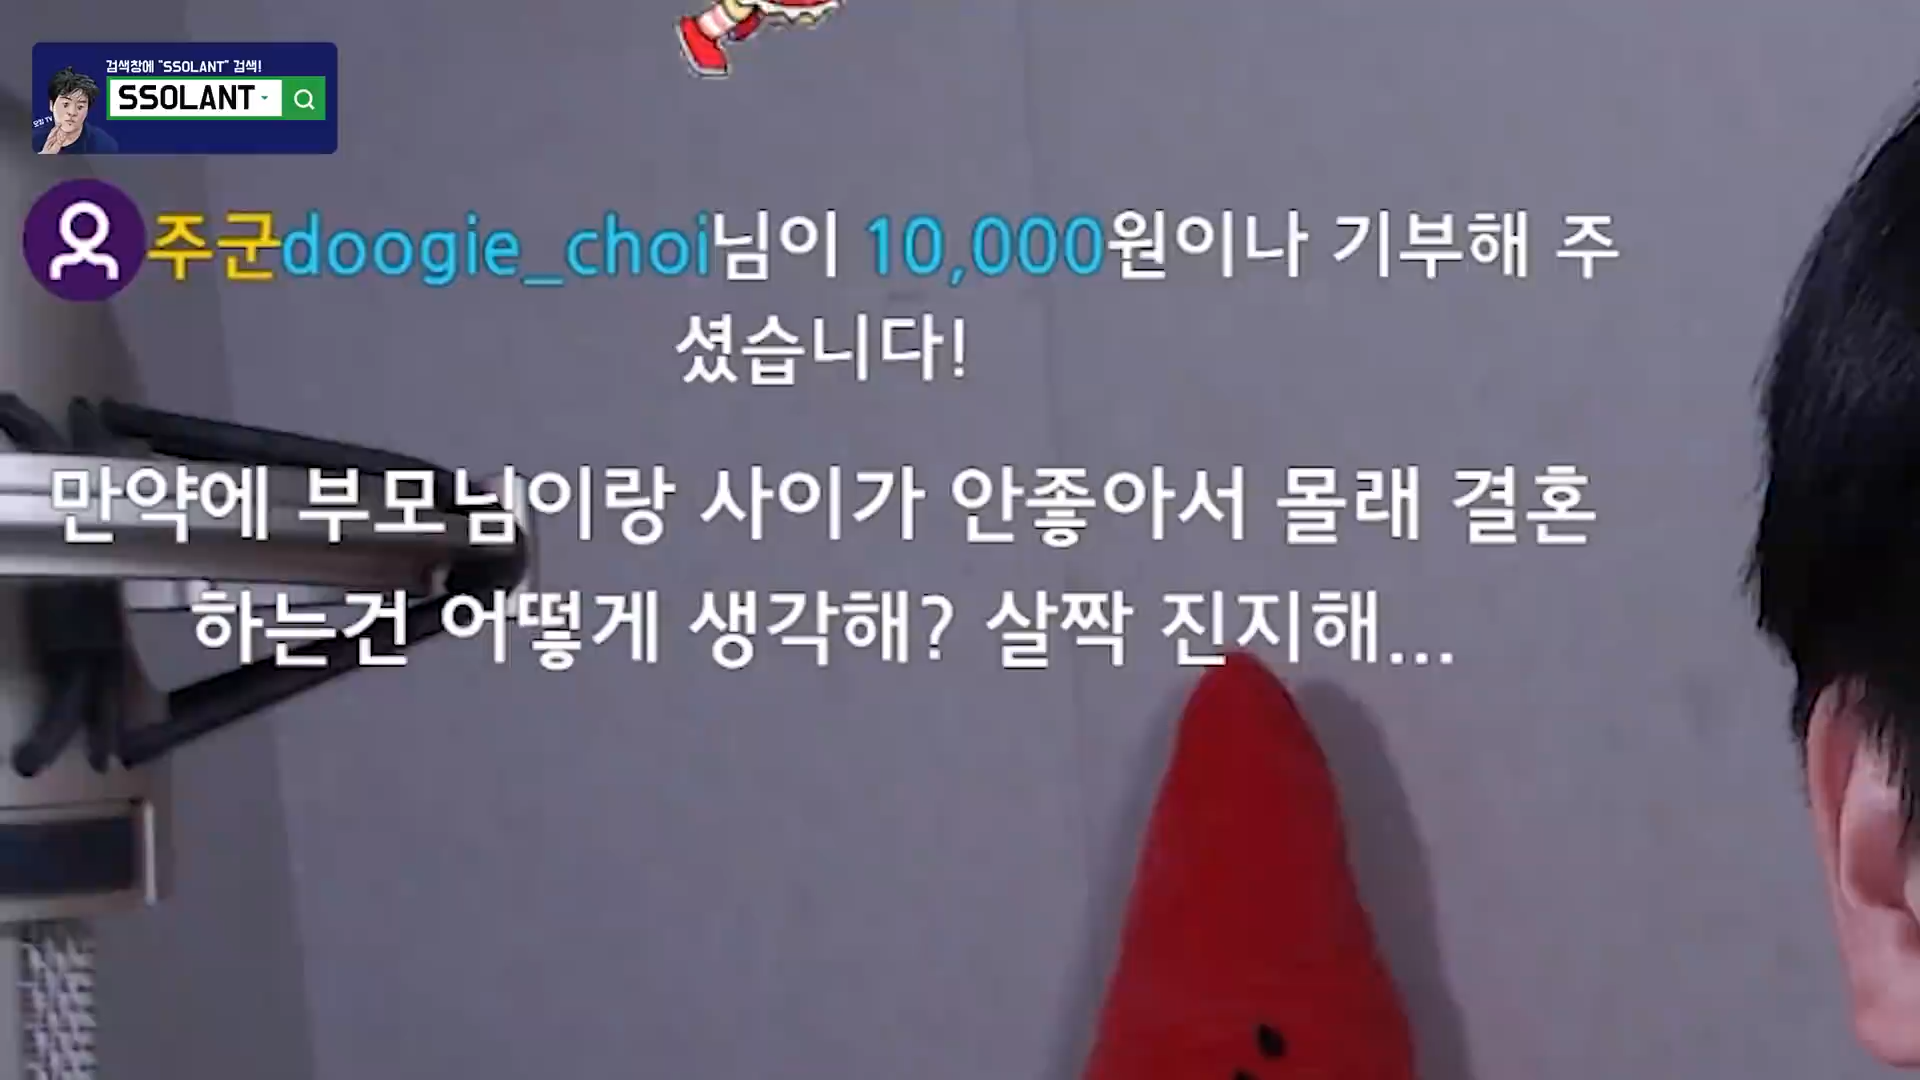 검색창에 "SSOLANT" 검색!
SSOLANT
주군doogie_choi님이 10,000원이나 기부해 주
셨습니다!
만약에 부모님이랑 사이가 안좋아서 몰래 결혼
하는건 어떻게 생각해? 살짝 진지해...